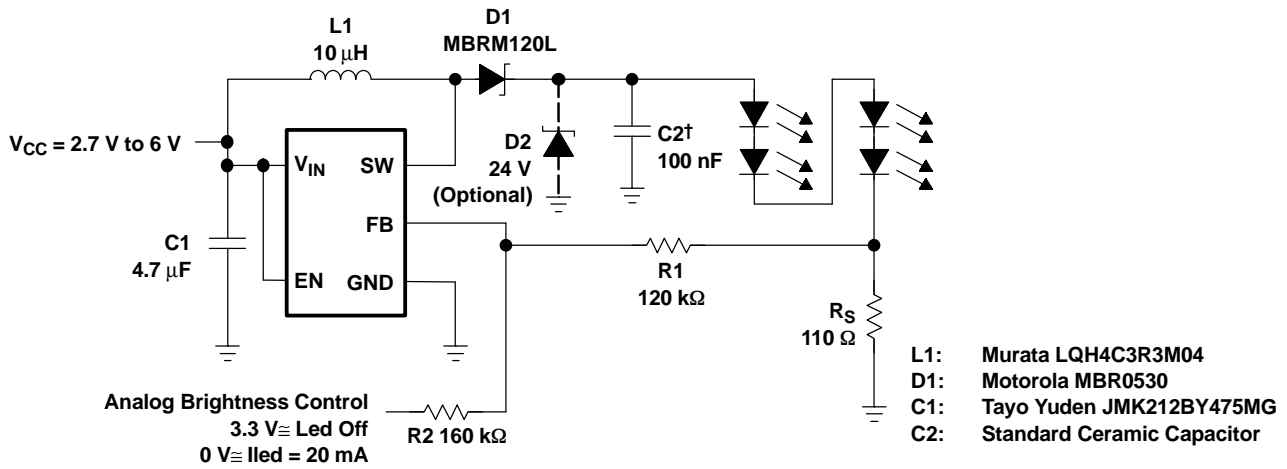 L1
10 μH
D1
MBRM120L
VCC = 2.7 V to 6 V
VIN
SW
FB
EN
GND
C1
4.7 μF
D2
24 V
(Optional)
C2†
100 nF
R1
120 kΩ
RS
110 Ω
Analog Brightness Control
3.3 V≅ Led Off
0 V≅ Iled = 20 mA
R2 160 kΩ
L1: Murata LQH4C3R3M04
D1: Motorola MBR0530
C1: Tayo Yuden JMK212BY475MG
C2: Standard Ceramic Capacitor